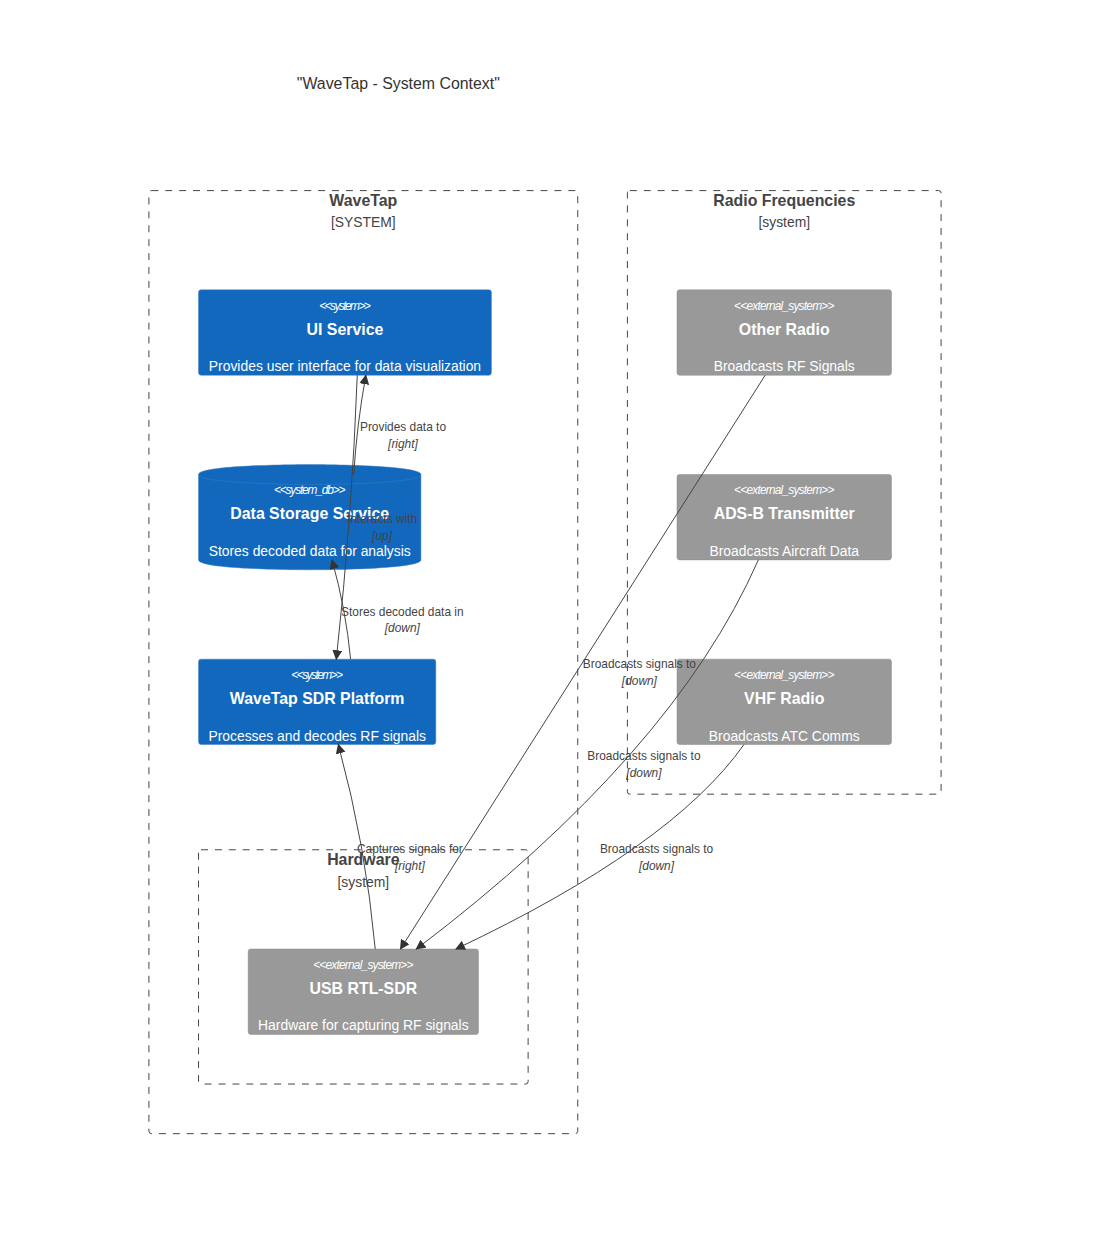 "WaveTap - System Context"
WaveTap
[SYSTEM]
<<system>>
UI Service
Provides user interface for data visualization
Provides data to
[right]
<<system_db>>
Data Storage Service
Stores decoded data for analysis
Interacts with
[up]
Stores decoded data in
[down]
<<system>>
WaveTap SDR Platform
Processes and decodes RF signals
Captures signals for
[right]
Hardware
[system]
<<external_system>>
USB RTL-SDR
Hardware for capturing RF signals
Radio Frequencies
[system]
<<external_system>>
Other Radio
Broadcasts RF Signals
<<external_system>>
ADS-B Transmitter
Broadcasts Aircraft Data
<<external_system>>
VHF Radio
Broadcasts ATC Comms
Broadcasts signals to
[down]
Broadcasts signals to
[down]
Broadcasts signals to
[down]